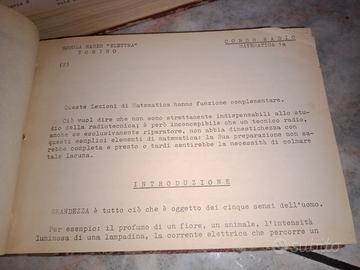 SCUOLA RADIO "ELETTRA"
TORINO
CORSO RADIO
MATEMATICA 1ª
(2)
Queste Lezioni di Matematica hanno funzione complementare.
Ciò vuol dire che non sono strettamente indispensabili allo stu-
dio della radiotecnica; è però inconcepibile che un tecnico radio,
anche se esclusivamente riparatore, non abbia dimestichezza con
questi semplici elementi di matematica: la Sua preparazione non sa-
rebbe completa e presto o tardi sentirebbe la necessità di colmare
tale lacuna.
INTRODUZIONE
GRANDEZZA è tutto ciò che è oggetto dei cinque sensi dell'uomo.
Per esempio: il profumo di un fiore, un animale, l'intensità
luminosa di una lampadina, la corrente elettrica che percorre un
subito